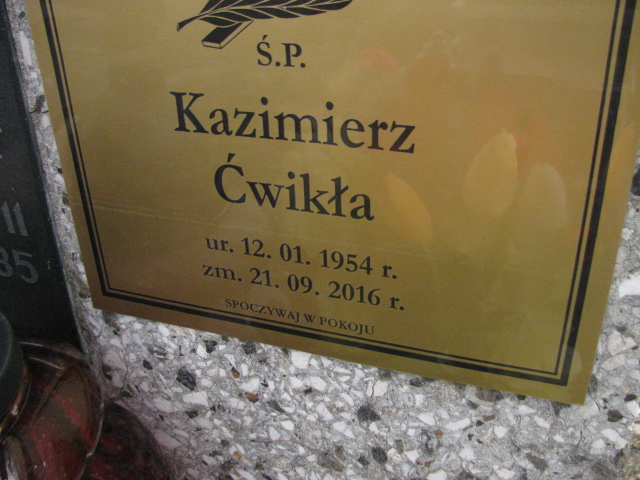 Ś.P.
Kazimierz
Ćwikła
ur. 12. 01. 1954 r.
zm. 21. 09. 2016 r.
SPOCZYWAJ W POKOJU